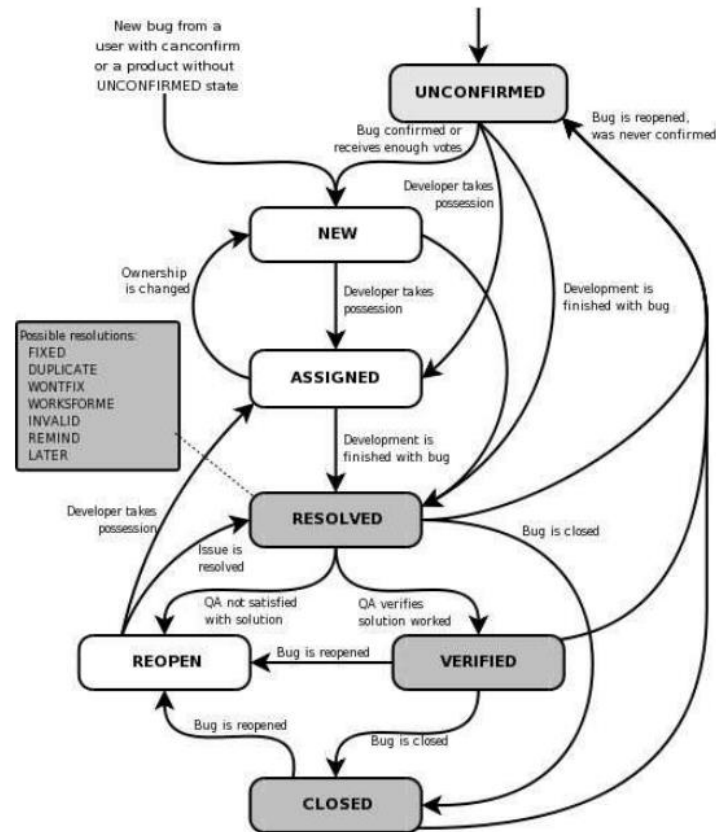 New bug from a
user with canconfirm
or a product without
UNCONFIRMED state
UNCONFIRMED
Bug is reopened,
was never confirmed
Bug confirmed or
receives enough votes
Developer takes
possession
NEW
Ownership
is changed
Developer takes
possession
Development is
finished with bug
Possible resolutions:
FIXED
DUPLICATE
WONTFIX
WORKSFORME
INVALID
REMIND
LATER
ASSIGNED
Development is
finished with bug
Developer takes
possession
RESOLVED
Issue is
resolved
Bug is closed
QA not satisfied
with solution
QA verifies
solution worked
REOPEN
Bug is reopened
VERIFIED
Bug is reopened
Bug is closed
CLOSED